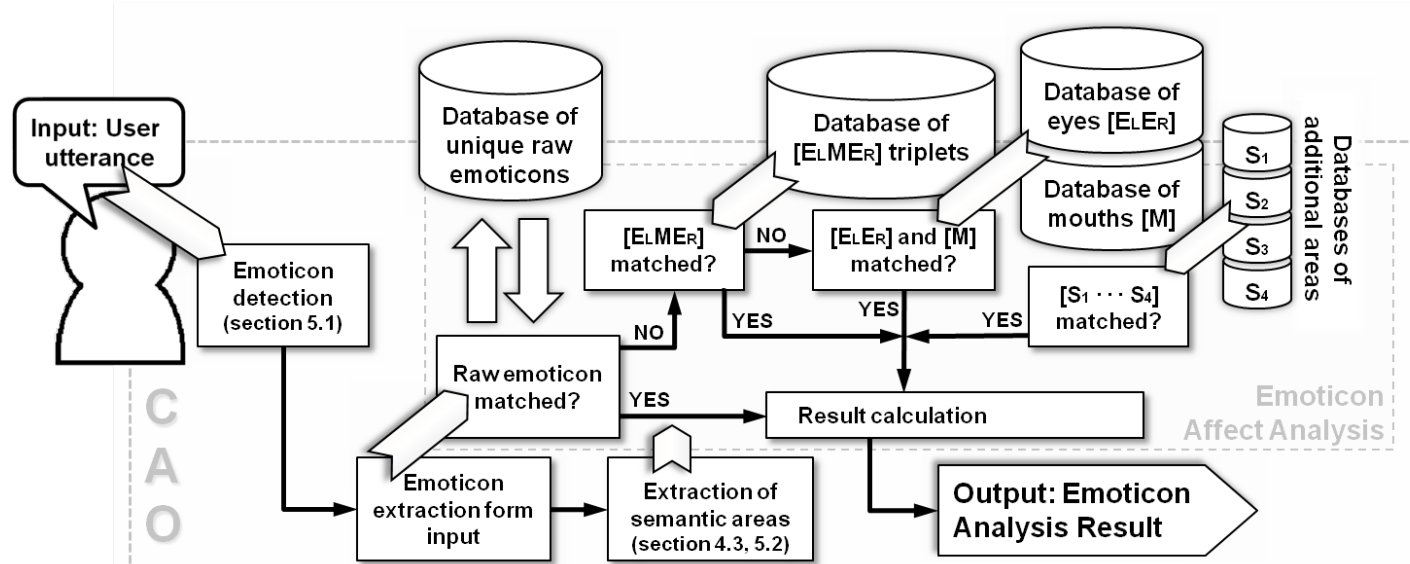 Input: User
utterance
Emoticon
detection
(section 5.1)
Database of
unique raw
emoticons
Database of
[ELMER] triplets
Database of
eyes [ELER]
Database of
mouths [M]
S1
S2
S3
S4
Databases of
additional areas
[ELMER]
matched?
NO
[ELER] and [M]
matched?
[S1 · · · S4]
matched?
YES
YES
YES
NO
Raw emoticon
matched?
YES
Result calculation
Emoticon
Affect Analysis
C
A
O
Emoticon
extraction form
input
Extraction of
semantic areas
(section 4.3, 5.2)
Output: Emoticon
Analysis Result